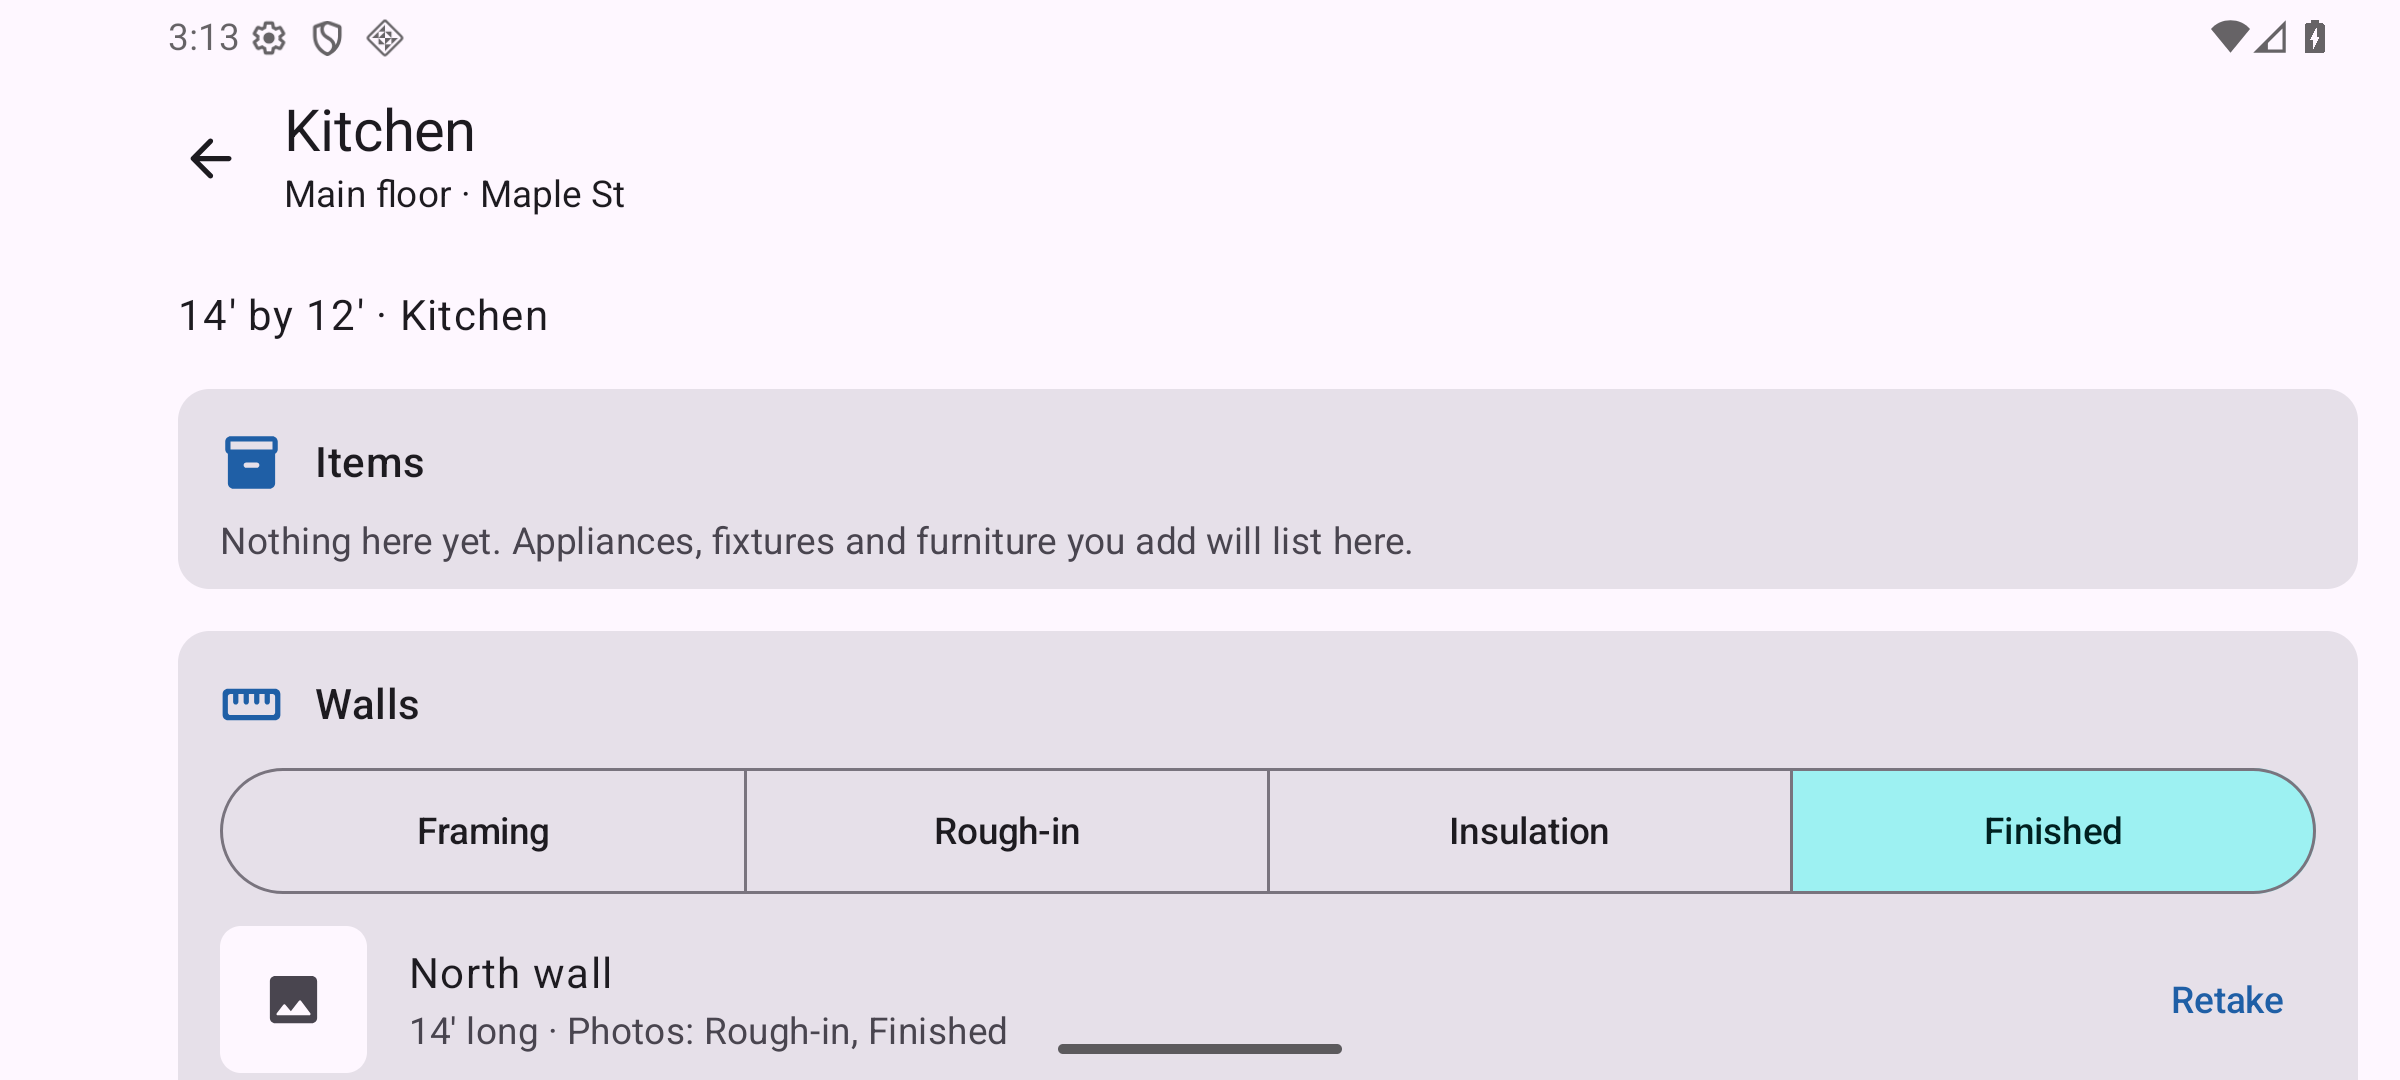 3:13
Kitchen
Main floor · Maple St
14' by 12' · Kitchen
Items
Nothing here yet. Appliances, fixtures and furniture you add will list here.
Walls
Framing
Rough-in
Insulation
Finished
North wall
14' long · Photos: Rough-in, Finished
Retake